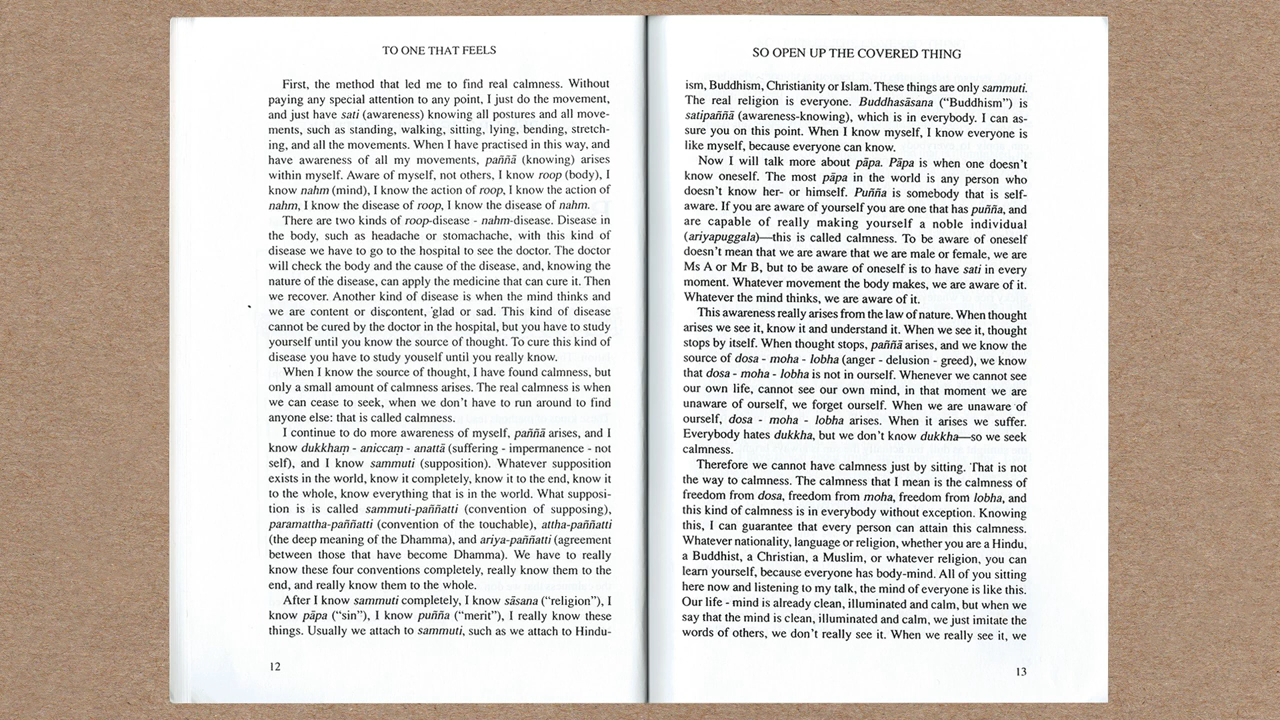 TO ONE THAT FEELS
First, the method that led me to find real calmness. Without
paying any special attention to any point, I just do the movement,
and just have sati (awareness) knowing all postures and all move-
ments, such as standing, walking, sitting, lying, bending, stretch-
ing, and all the movements. When I have practised in this way, and
have awareness of all my movements, paññā (knowing) arises
within myself. Aware of myself, not others, I know roop (body), I
know nahm (mind), I know the action of roop, I know the action of
nahm, I know the disease of roop, I know the disease of nahm.
There are two kinds of roop-disease - nahm-disease. Disease in
the body, such as headache or stomachache, with this kind of
disease we have to go to the hospital to see the doctor. The doctor
will check the body and the cause of the disease, and, knowing the
nature of the disease, can apply the medicine that can cure it. Then
we recover. Another kind of disease is when the mind thinks and
we are content or discontent, glad or sad. This kind of disease
cannot be cured by the doctor in the hospital, but you have to study
yourself until you know the source of thought. To cure this kind of
disease you have to study youself until you really know.
When I know the source of thought, I have found calmness, but
only a small amount of calmness arises. The real calmness is when
we can cease to seek, when we don't have to run around to find
anyone else: that is called calmness.
I continue to do more awareness of myself, paññā arises, and I
know dukkhaṃ - aniccaṃ - anattā (suffering - impermanence - not
self), and I know sammuti (supposition). Whatever supposition
exists in the world, know it completely, know it to the end, know it
to the whole, know everything that is in the world. What supposi-
tion is is called sammuti-paññatti (convention of supposing),
paramattha-paññatti (convention of the touchable), attha-paññatti
(the deep meaning of the Dhamma), and ariya-paññatti (agreement
between those that have become Dhamma). We have to really
know these four conventions completely, really know them to the
end, and really know them to the whole.
After I know sammuti completely, I know sāsana ("religion"), I
know pāpa ("sin"), I know puñña ("merit"), I really know these
things. Usually we attach to sammuti, such as we attach to Hindu-
12
SO OPEN UP THE COVERED THING
ism, Buddhism, Christianity or Islam. These things are only sammuti.
The real religion is everyone. Buddhasāsana ("Buddhism") is
satipaññā (awareness-knowing), which is in everybody. I can as-
sure you on this point. When I know myself, I know everyone is
like myself, because everyone can know.
Now I will talk more about pāpa. Pāpa is when one doesn't
know oneself. The most pāpa in the world is any person who
doesn't know her- or himself. Puñña is somebody that is self-
aware. If you are aware of yourself you are one that has puñña, and
are capable of really making yourself a noble individual
(ariyapuggala)—this is called calmness. To be aware of oneself
doesn't mean that we are aware that we are male or female, we are
Ms A or Mr B, but to be aware of oneself is to have sati in every
moment. Whatever movement the body makes, we are aware of it.
Whatever the mind thinks, we are aware of it.
This awareness really arises from the law of nature. When thought
arises we see it, know it and understand it. When we see it, thought
stops by itself. When thought stops, paññā arises, and we know the
source of dosa - moha - lobha (anger - delusion - greed), we know
that dosa - moha - lobha is not in ourself. Whenever we cannot see
our own life, cannot see our own mind, in that moment we are
unaware of ourself, we forget ourself. When we are unaware of
ourself, dosa - moha - lobha arises. When it arises we suffer.
Everybody hates dukkha, but we don't know dukkha—so we seek
calmness.
Therefore we cannot have calmness just by sitting. That is not
the way to calmness. The calmness that I mean is the calmness of
freedom from dosa, freedom from moha, freedom from lobha, and
this kind of calmness is in everybody without exception. Knowing
this, I can guarantee that every person can attain this calmness.
Whatever nationality, language or religion, whether you are a Hindu,
a Buddhist, a Christian, a Muslim, or whatever religion, you can
learn yourself, because everyone has body-mind. All of you sitting
here now and listening to my talk, the mind of everyone is like this.
Our life - mind is already clean, illuminated and calm, but when we
say that the mind is clean, illuminated and calm, we just imitate the
words of others, we don't really see it. When we really see it, we
13